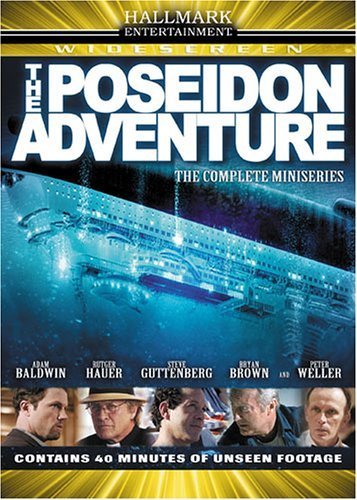 HALLMARK
ENTERTAINMENT
WIDESCREEN
THE POSEIDON
ADVENTURE
THE COMPLETE MINISERIES
ADAM BALDWIN
RUTGER HAUER
STEVE GUTTENBERG
BRYAN BROWN
AND
PETER WELLER
CONTAINS 40 MINUTES OF UNSEEN FOOTAGE